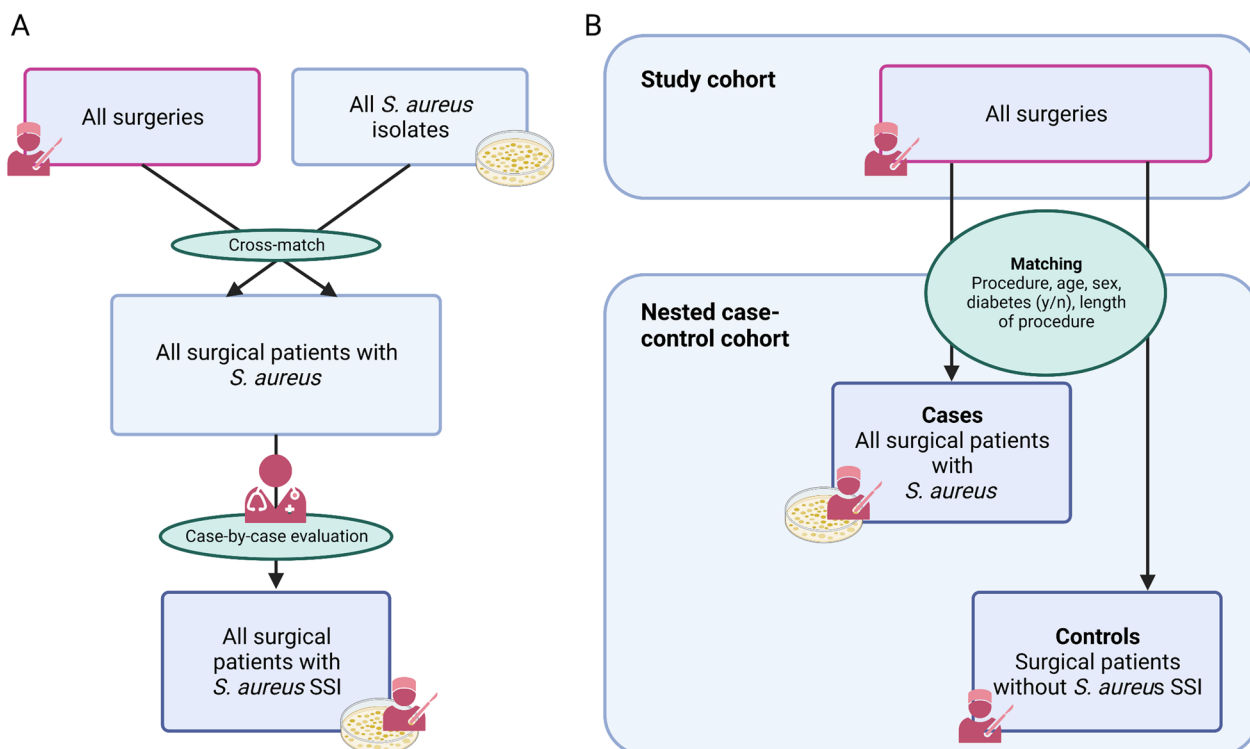 A
All surgeries
All S. aureus
isolates
Cross-match
All surgical patients with
S. aureus
Case-by-case evaluation
All surgical
patients with
S. aureus SSI
B
Study cohort
All surgeries
Matching
Procedure, age, sex,
diabetes (y/n), length
of procedure
Nested case-
control cohort
Cases
All surgical patients
with
S. aureus
Controls
Surgical patients
without S. aureus SSI